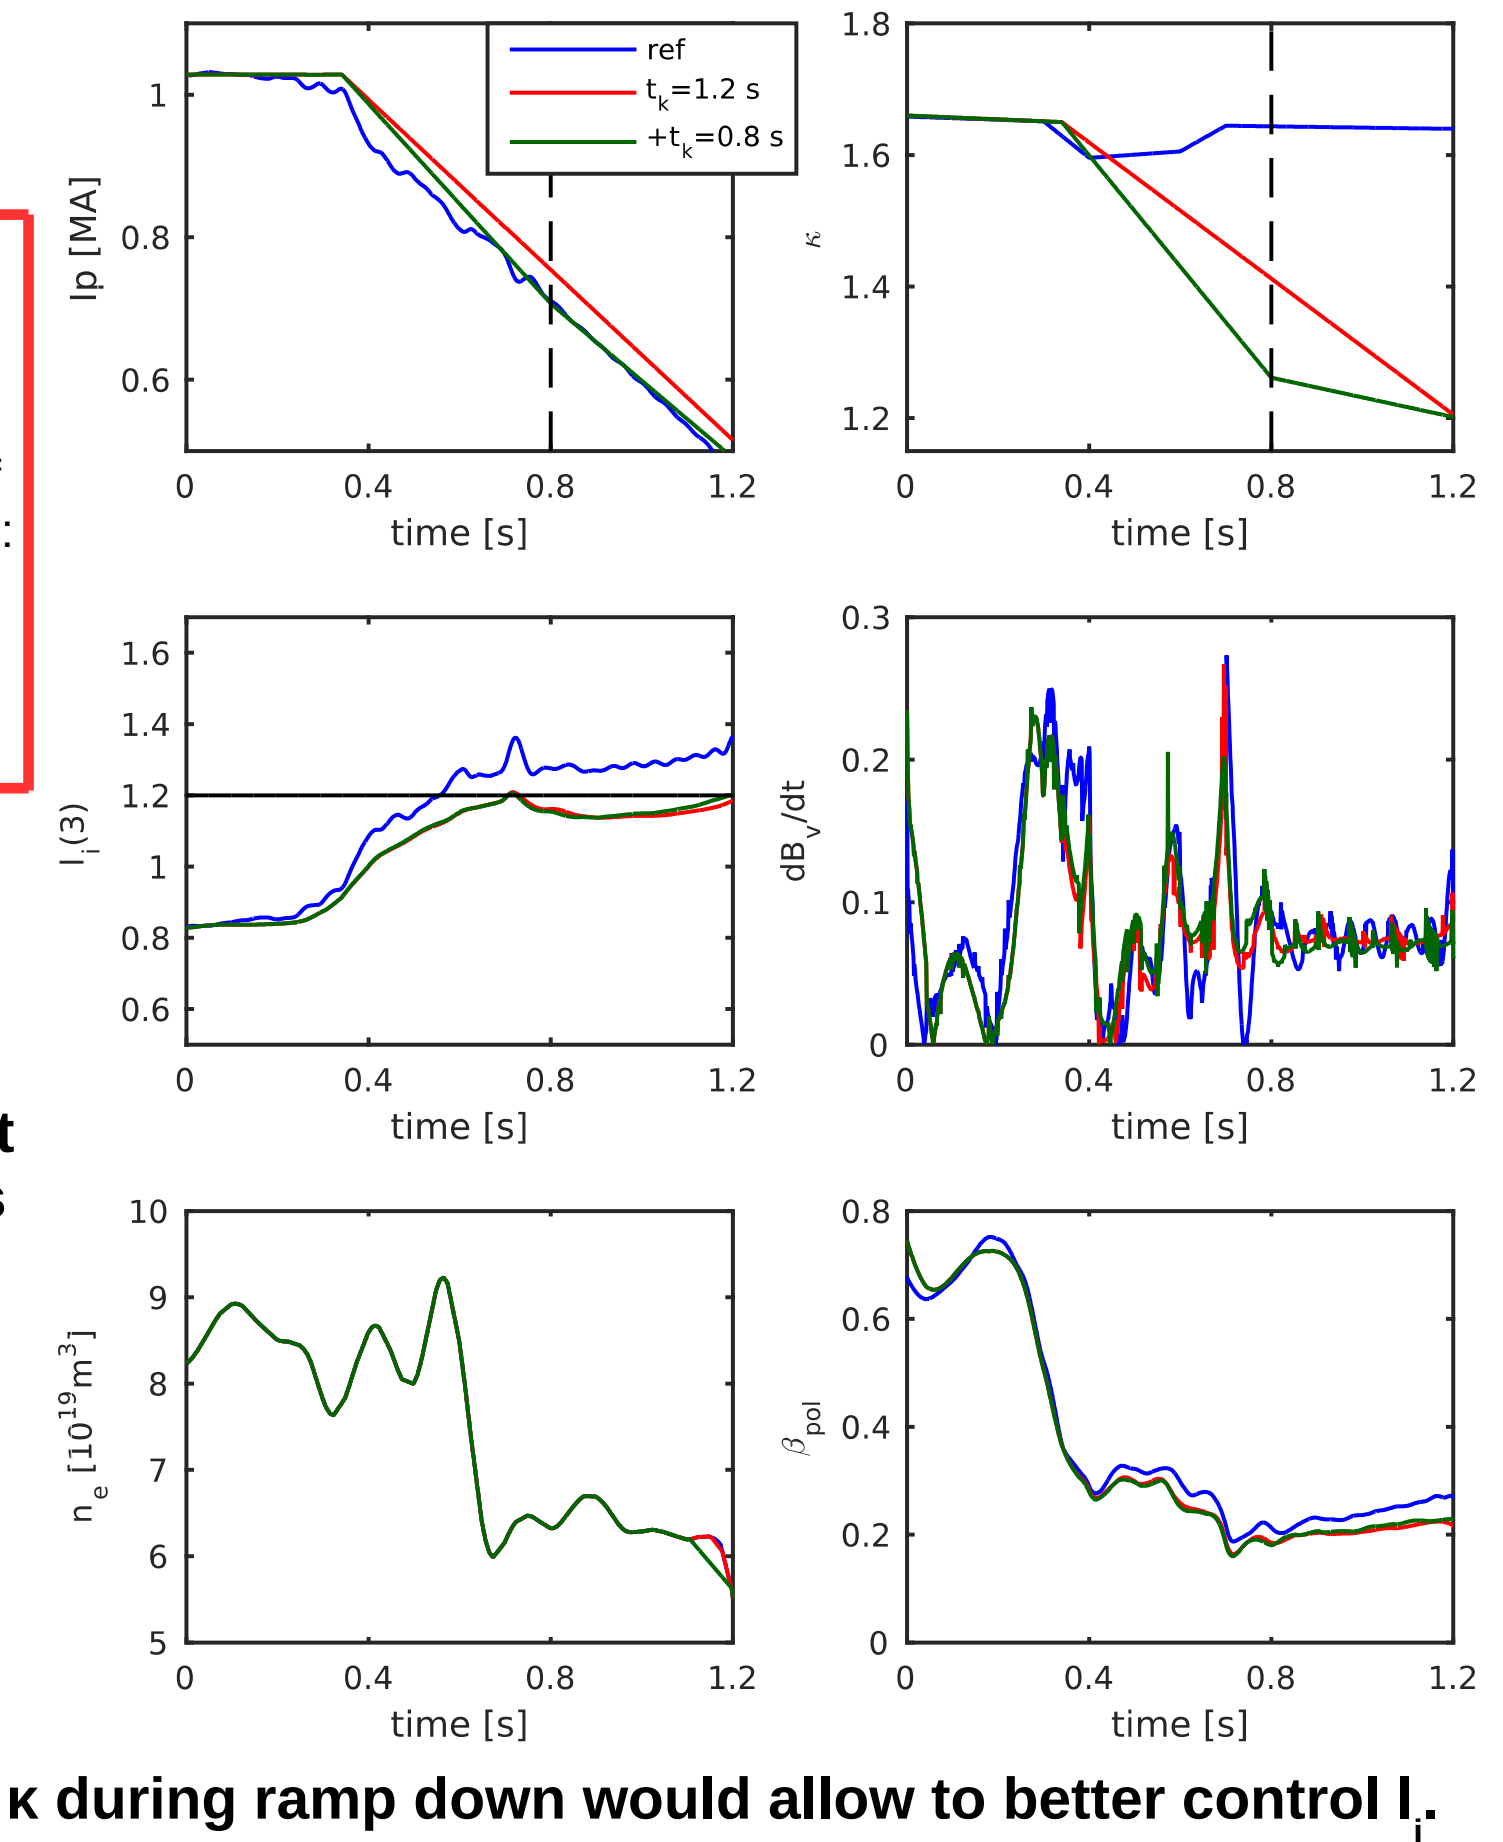 1.8
1.6
1.4
1.2
κ
0
0.4
0.8
1.2
time [s]
ref
t_k=1.2 s
+t_k=0.8 s
1
0.8
0.6
Ip [MA]
0
0.4
0.8
1.2
time [s]
:
1.6
1.4
1.2
1
0.8
0.6
l_i(3)
0
0.4
0.8
1.2
time [s]
0.3
0.2
0.1
0
dB_v/dt
0
0.4
0.8
1.2
time [s]
t
s
10
9
8
7
6
5
n_e [10^19 m^3]
0
0.4
0.8
1.2
time [s]
0.8
0.6
0.4
0.2
0
β_pol
0
0.4
0.8
1.2
time [s]
κ during ramp down would allow to better control l_i.